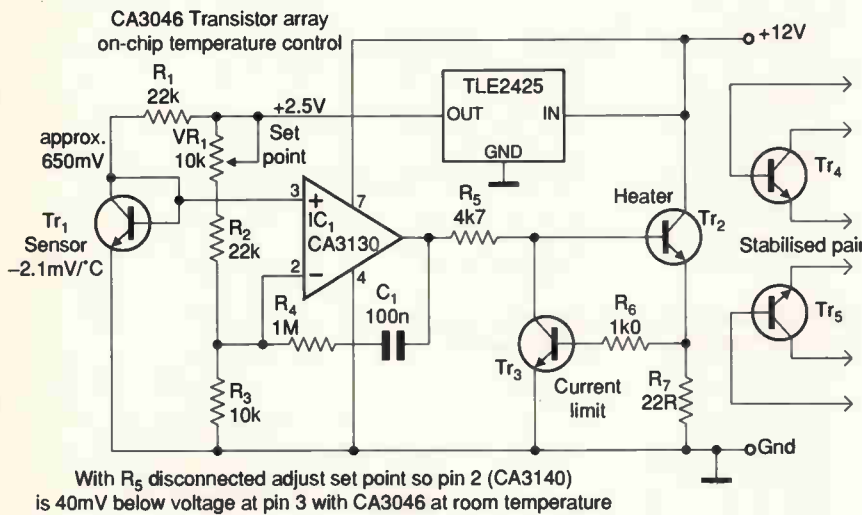 CA3046 Transistor array
on-chip temperature control
+12V
R1
22k
TLE2425
+2.5V
OUT
IN
GND
approx.
650mV
VR1
10k
Set
point
Tr4
3
+
7
IC1
CA3130
R5
4k7
Heater
Tr2
Tr1
Sensor
–2.1mV/°C
R2
22k
2
–
4
Stabilised pair
R4
1M
C1
100n
R6
1k0
Tr5
Tr3
Current
limit
R7
22R
R3
10k
Gnd
With R5 disconnected adjust set point so pin 2 (CA3140)
is 40mV below voltage at pin 3 with CA3046 at room temperature